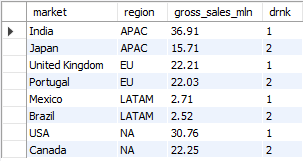 market region gross_sales_mln drnk
India APAC 36.91 1
Japan APAC 15.71 2
United Kingdom EU 22.21 1
Portugal EU 22.03 2
Mexico LATAM 2.71 1
Brazil LATAM 2.52 2
USA NA 30.76 1
Canada NA 22.25 2